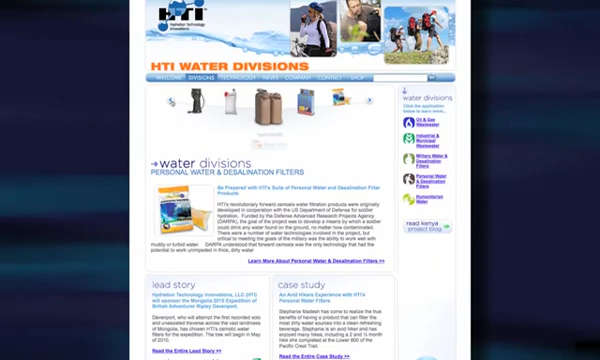 HTI
Hydration Technology
Innovations
HTI WATER DIVISIONS
WELCOME DIVISIONS TECHNOLOGY NEWS COMPANY CONTACT SHOP
water divisions
Click the application
below to learn more...
Oil & Gas
Wastewater
Industrial &
Municipal
Wastewater
Military Water &
Desalination
Filters
Personal Water &
Desalination
Filters
Humanitarian
Water
read kenya
project blog
water divisions
PERSONAL WATER & DESALINATION FILTERS
Be Prepared with HTI's Suite of Personal Water and Desalination Filter
Products
HTI's revolutionary forward osmosis water filtration products were originally
developed in cooperation with the US Department of Defense for soldier
hydration. Funded by the Defense Advanced Research Projects Agency
(DARPA), the goal of the project was to develop a means by which a soldier
could drink any water found on the ground, no matter how contaminated.
There were a number of water technologies involved in the project, but
critical to meeting the goals of the military was the ability to work well with
muddy or turbid water. DARPA understood that forward osmosis was the only technology that had the
potential to work unimpeded in thick, dirty water
Learn More About Personal Water & Desalination Filters >>
lead story
Hydration Technology Innovations, LLC (HTI)
will sponsor the Mongolia 2010 Expedition of
British Adventurer Ripley Davenport.
Davenport, who will attempt the first recorded solo
and unassisted traverse across the vast landmass
of Mongolia, has chosen HTI's osmotic water
filters for the expedition. The trek will begin in May
of 2010.
Read the Entire Lead Story >>
case study
An Avid Hikers Experience with HTI's
Personal Water Filters
Stephanie Madesh has come to realize the true
benefits of having a product that can filter the
most dirty water sources into a clean refreshing
beverage. Stephanie is an avid hiker and has
enjoyed many hikes, including a 2 and ½ month
hike where she completed at the Lower 900 of the
Pacific Crest Trail.
Read the Entire Case Study >>